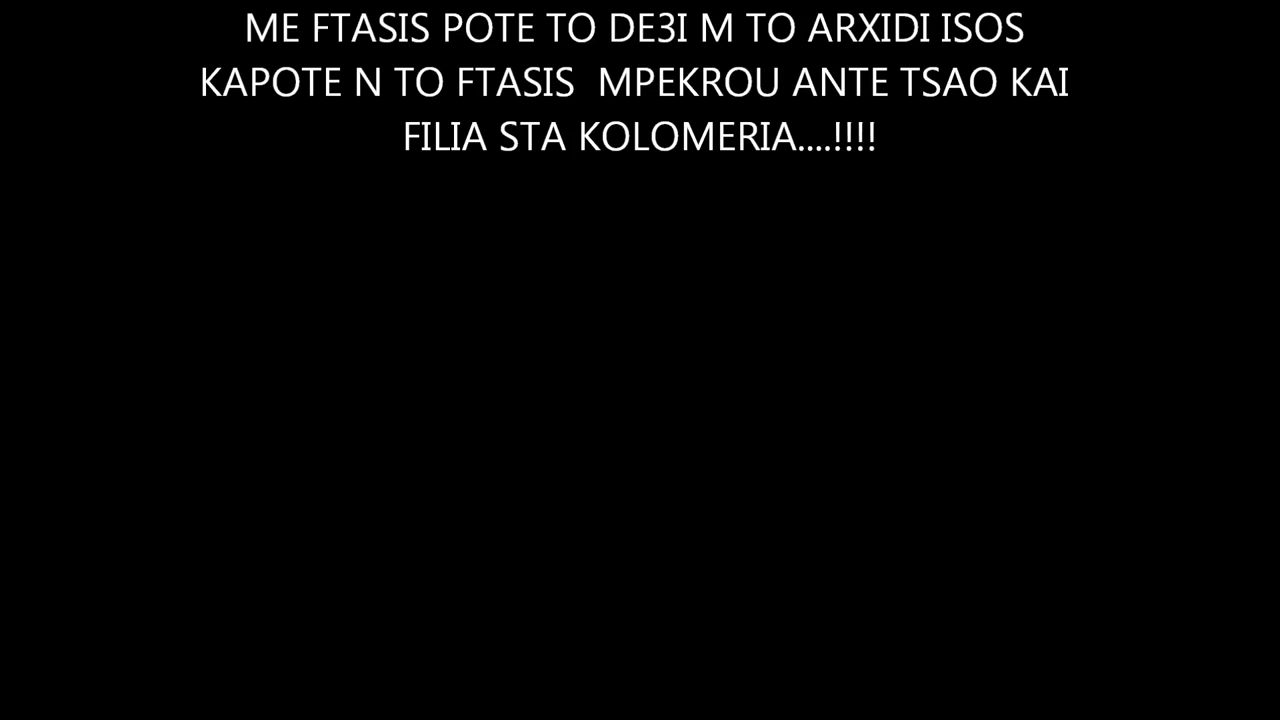 ME FTASIS POTE TO DE3I M TO ARXIDI ISOS
KAPOTE N TO FTASIS  MPEKROU ANTE TSAO KAI
FILIA STA KOLOMERIA....!!!!